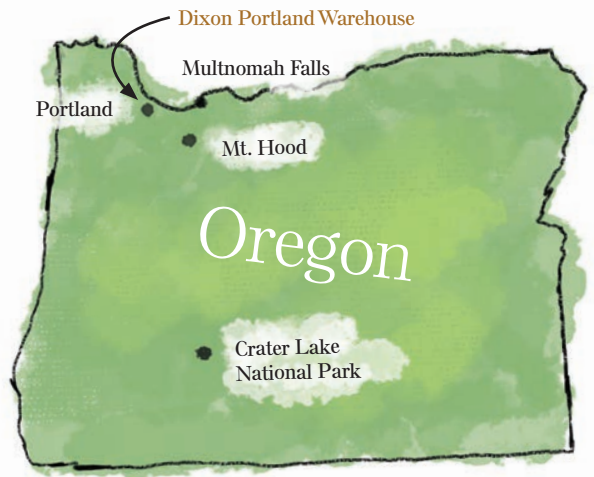 Dixon Portland Warehouse
Multnomah Falls
Portland
Mt. Hood
Oregon
Crater Lake
National Park